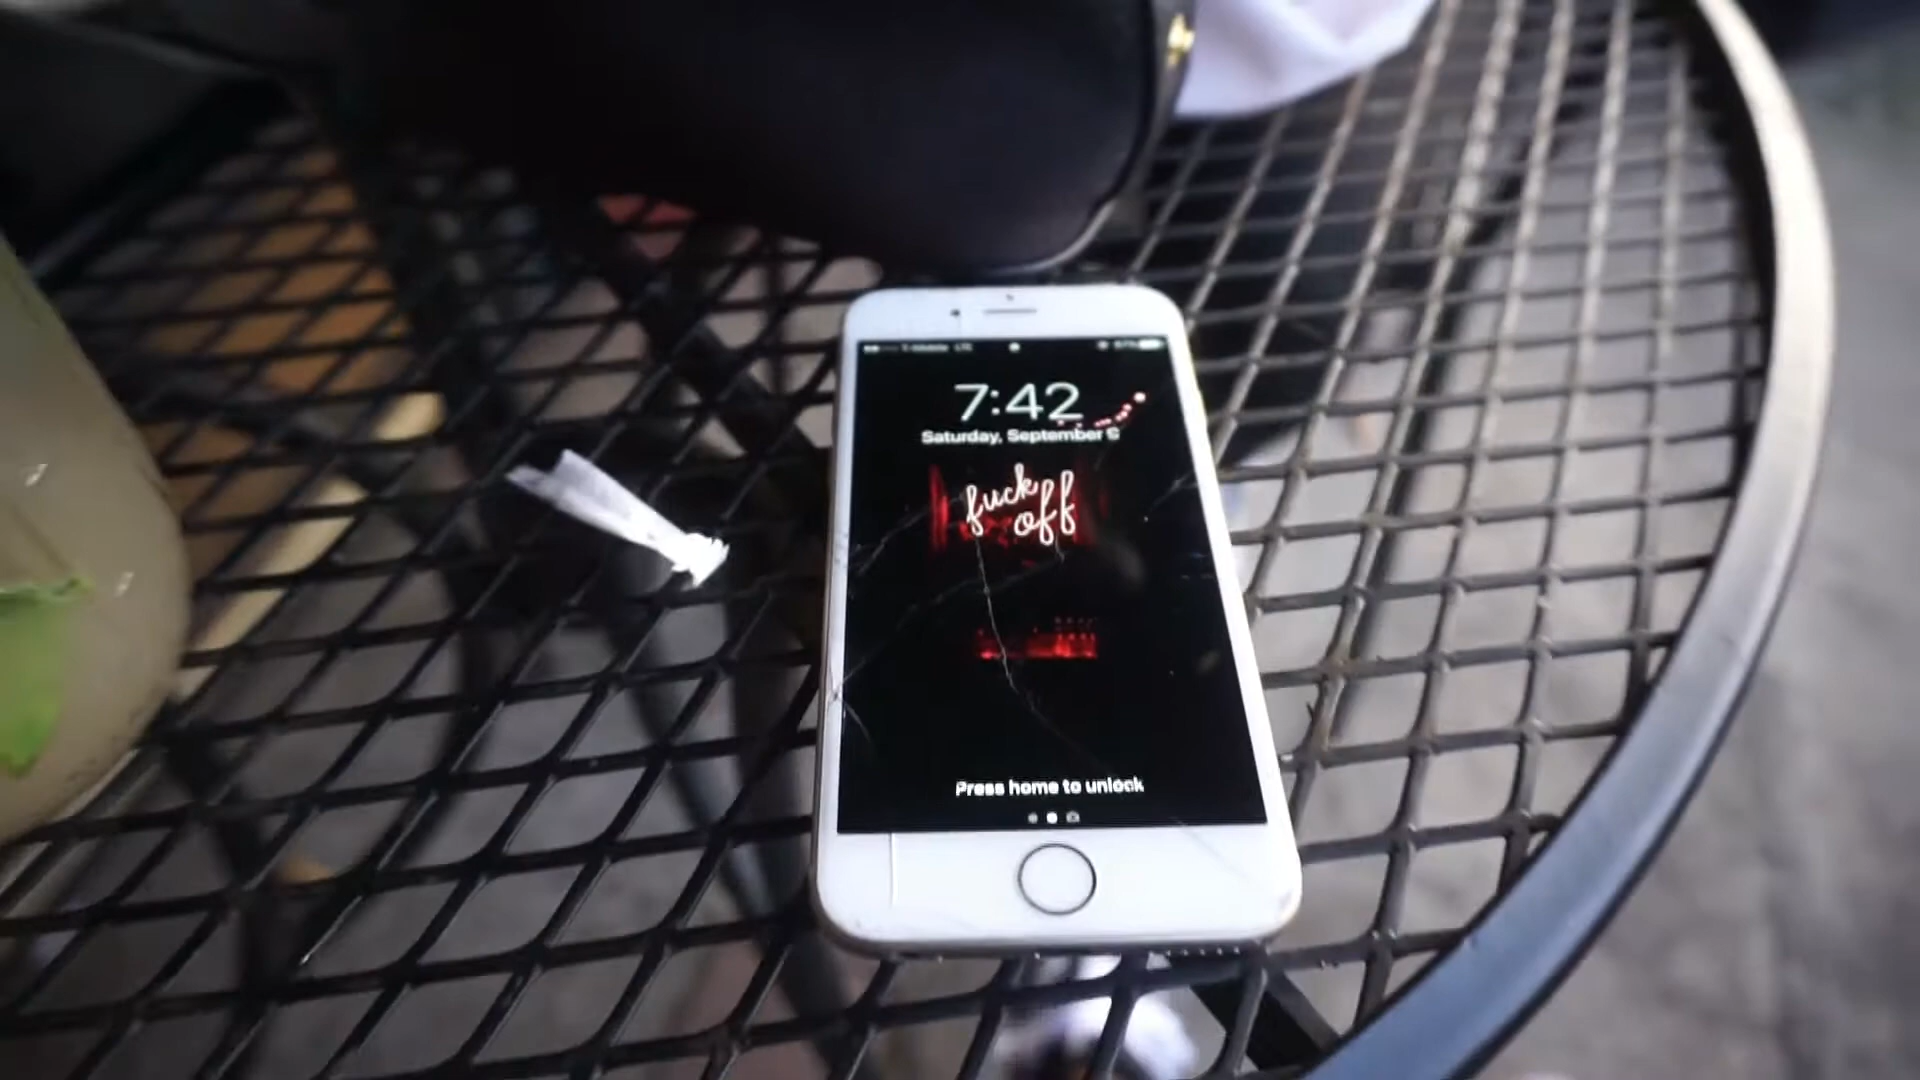 7:42
Saturday, September
fuck
off
Press home to unlock